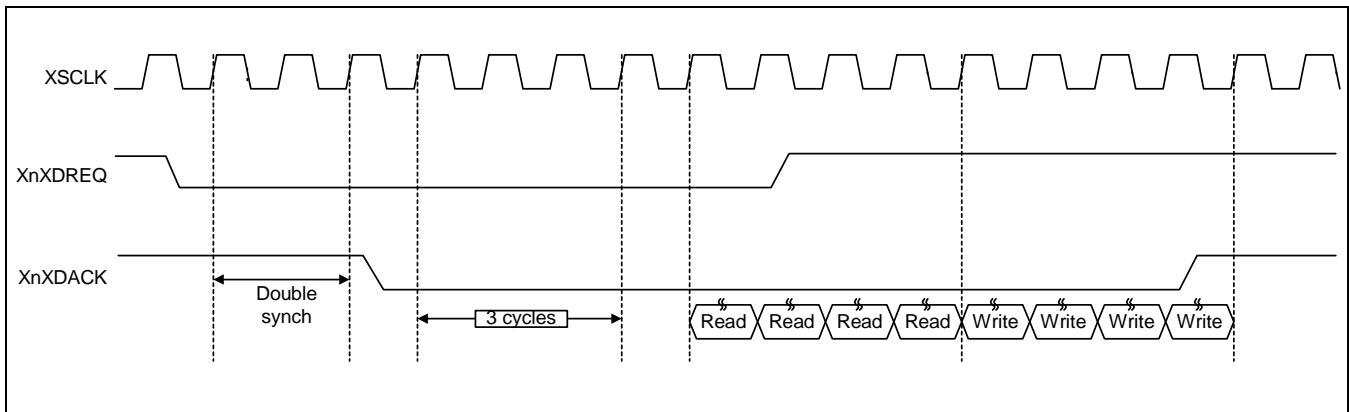 XSCLK
XnXDREQ
XnXDACK
Double
synch
3 cycles
Read Read Read Read Write Write Write Write